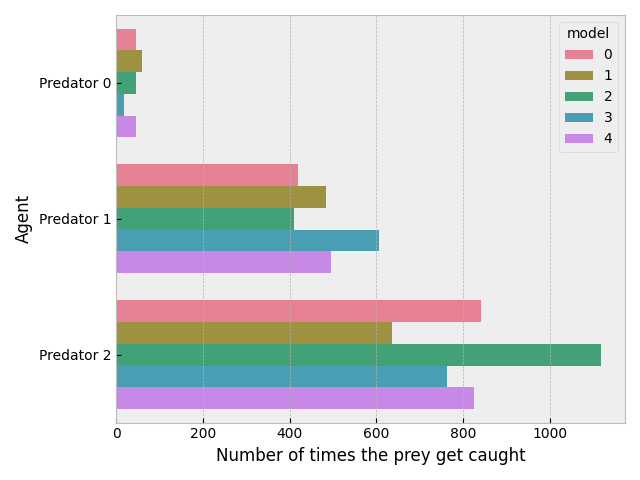 model
0
1
2
3
4
Predator 0
Predator 1
Predator 2
Agent
0 200 400 600 800 1000
Number of times the prey get caught